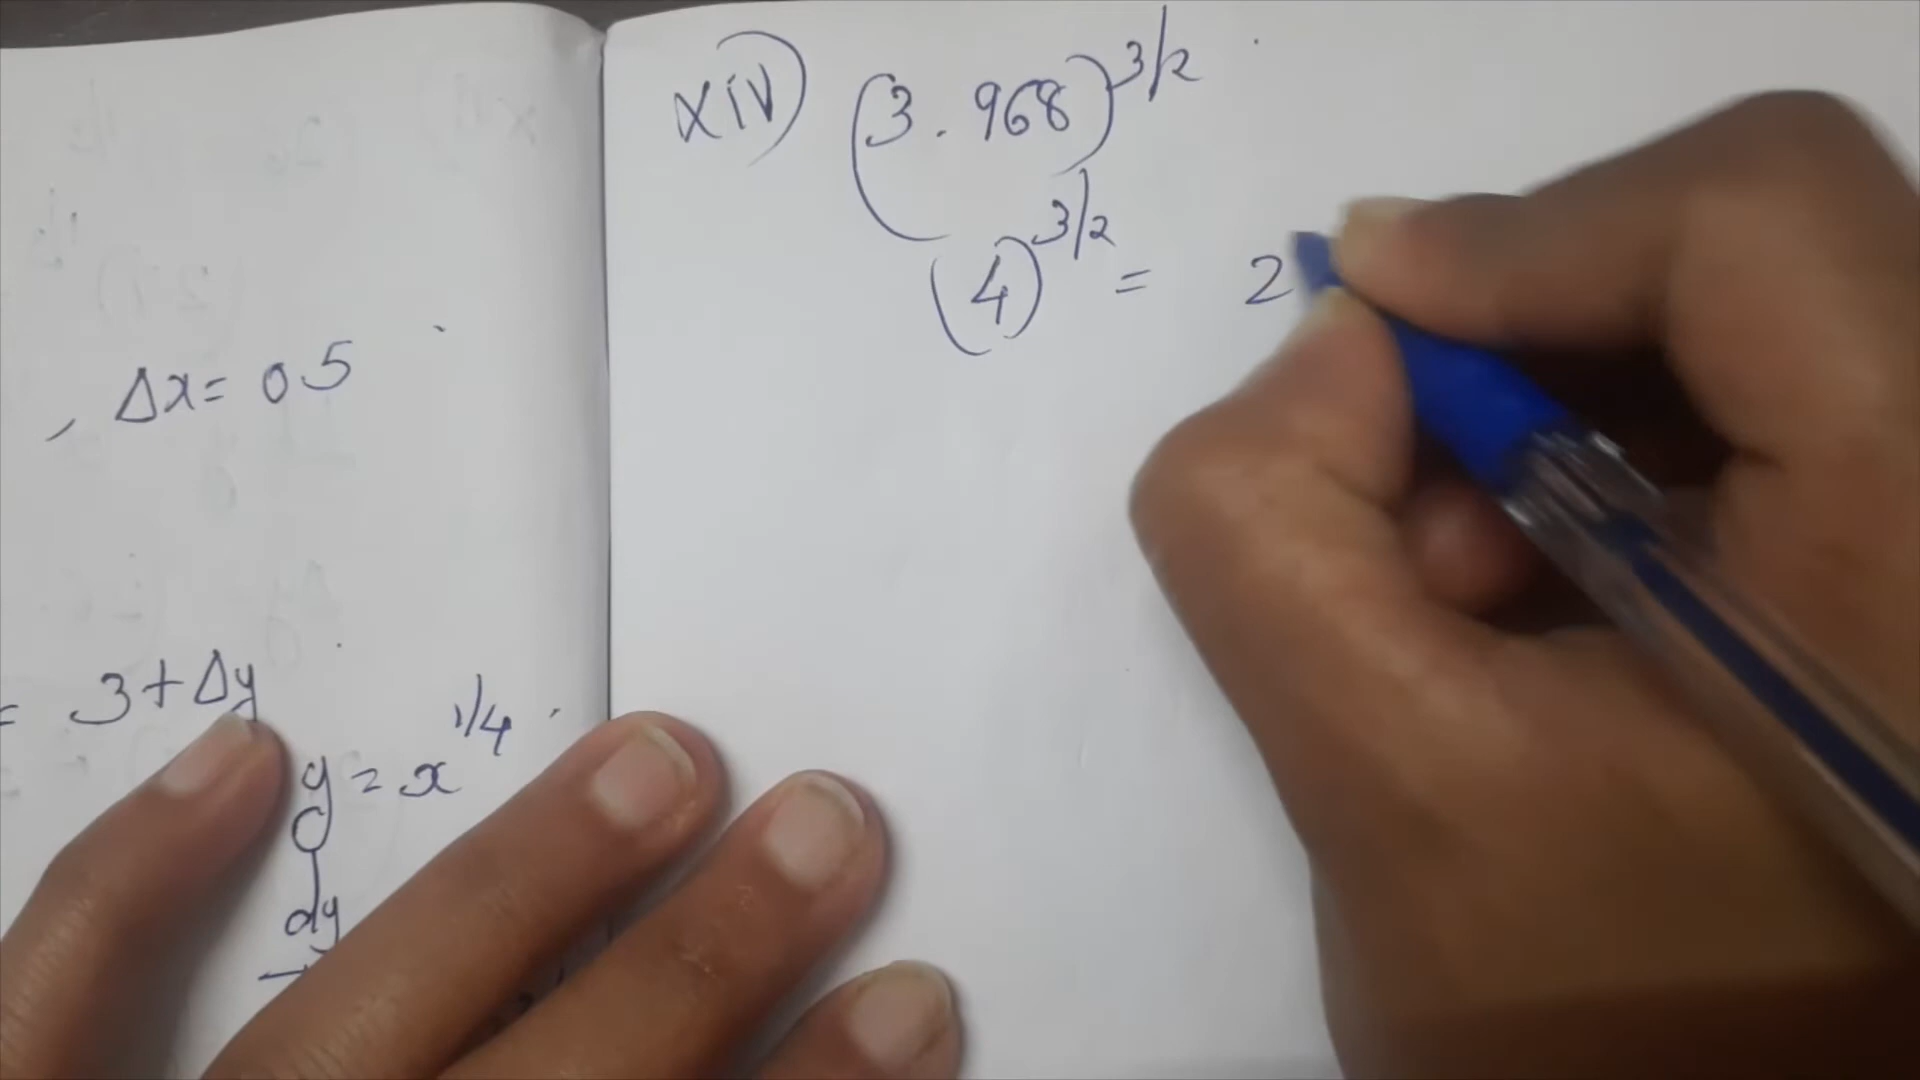 , Δx = 0.5
= 3 + Δy
y = x^1/4
dy
xiv) (3.968)^3/2
(4)^3/2 = 2